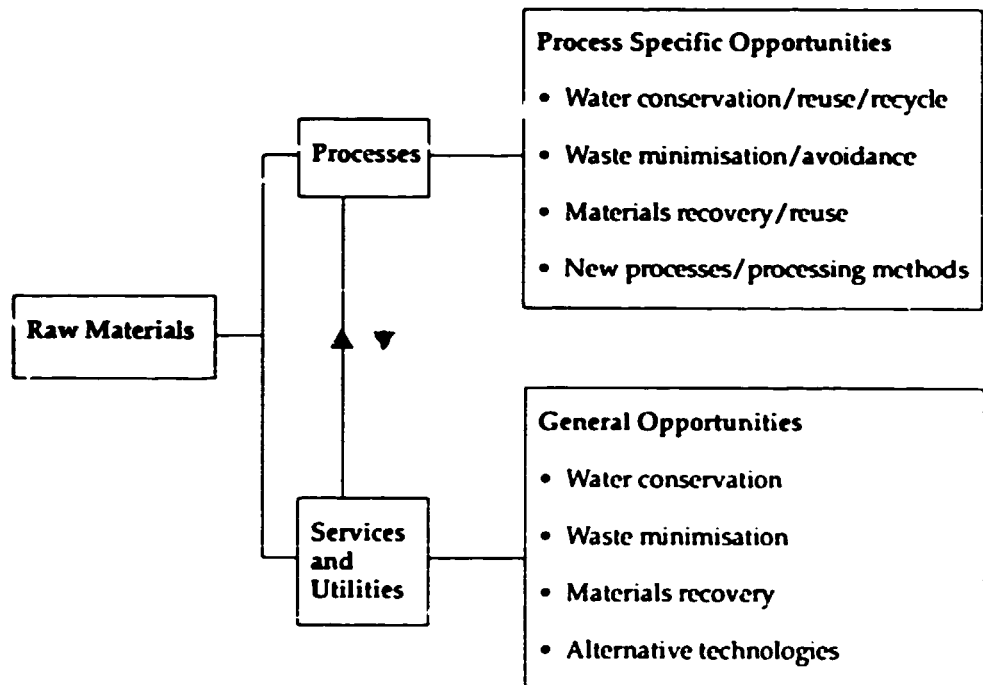 Process Specific Opportunities
• Water conservation/reuse/recycle
• Waste minimisation/avoidance
• Materials recovery/reuse
• New processes/processing methods
Processes
Raw Materials
Services
and
Utilities
General Opportunities
• Water conservation
• Waste minimisation
• Materials recovery
• Alternative technologies